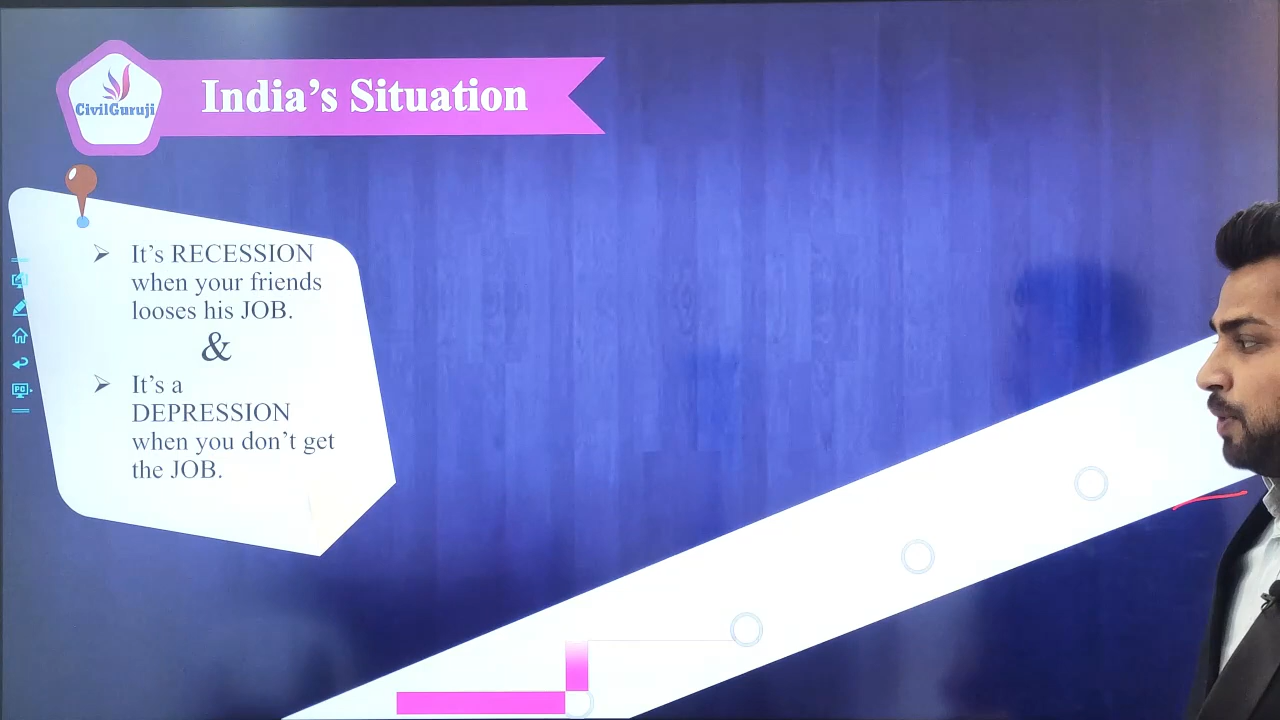 CivilGuruji
India's Situation
➢ It's RECESSION
when your friends
looses his JOB.
&
➢ It's a
DEPRESSION
when you don't get
the JOB.
PC